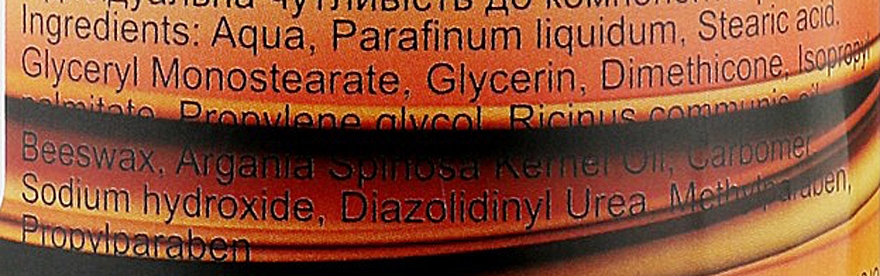 чутливість до
Ingredients: Aqua, Parafinum liquidum, Stearic acid,
Glyceryl Monostearate, Glycerin, Dimethicone, Isopropyl
palmitate, Propylene glycol, Ricinus communis oil,
Beeswax, Argania Spinosa Kernel Oil, Carbomer,
Sodium hydroxide, Diazolidinyl Urea, Methylparaben,
Propylparaben